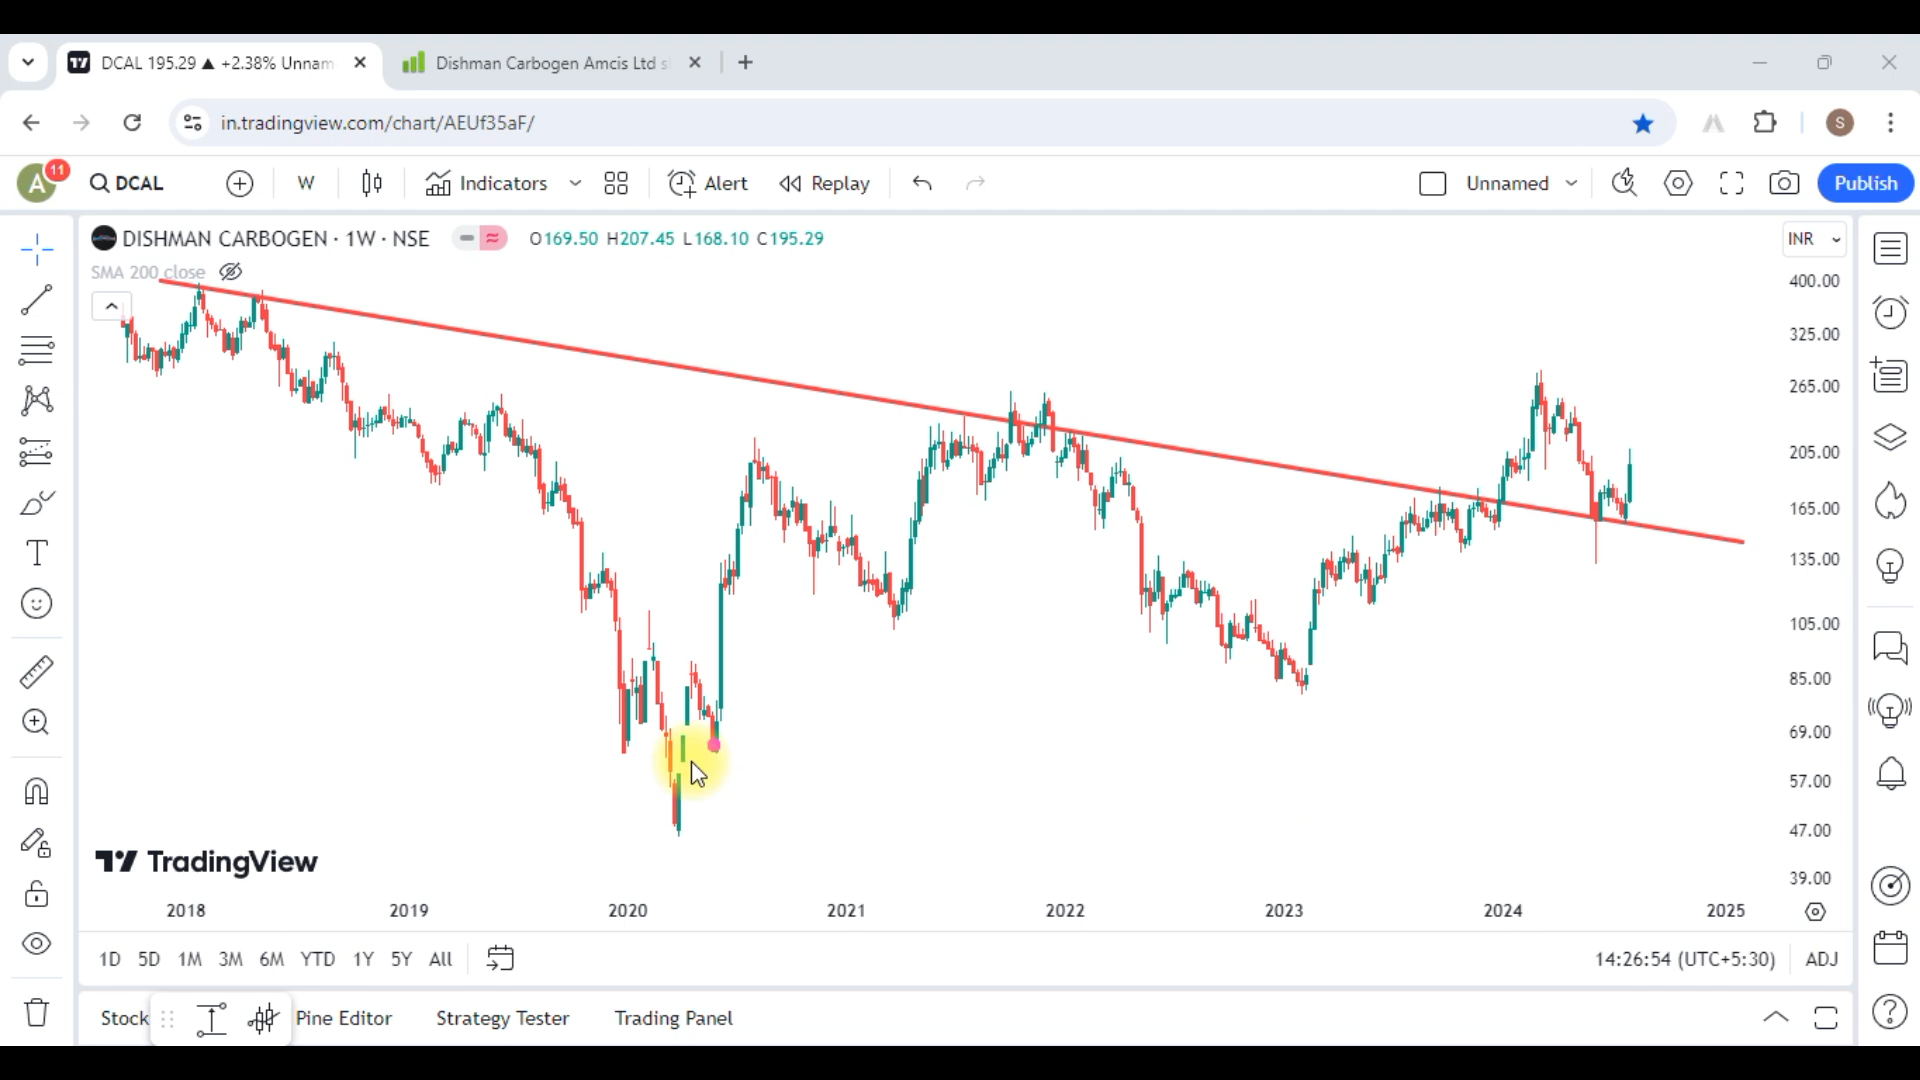 DCAL 195.29 ▲ +2.38% Unnam
Dishman Carbogen Amcis Ltd
in.tradingview.com/chart/AEUf35aF/
S
A 11 DCAL W Indicators Alert Replay Unnamed Publish
DISHMAN CARBOGEN · 1W · NSE O169.50 H207.45 L168.10 C195.29 INR
SMA 200 close
400.00
325.00
265.00
205.00
165.00
135.00
105.00
85.00
69.00
57.00
47.00
39.00
TradingView
2018 2019 2020 2021 2022 2023 2024 2025
1D 5D 1M 3M 6M YTD 1Y 5Y All 14:26:54 (UTC+5:30) ADJ
Stock Pine Editor Strategy Tester Trading Panel